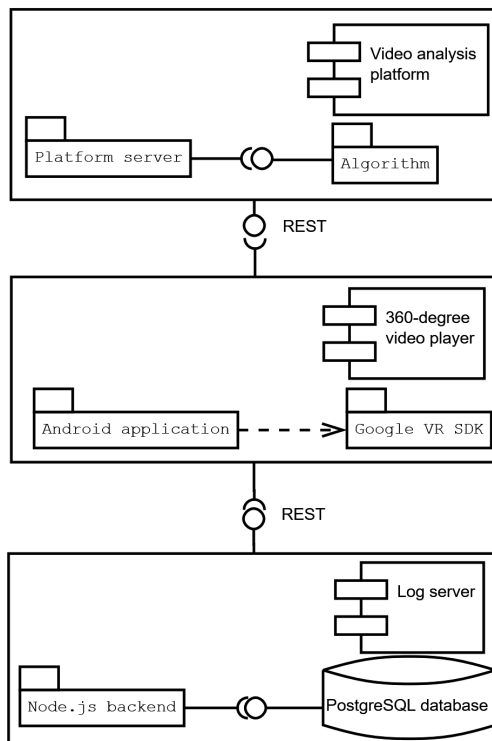 Video analysis
platform
Platform server
Algorithm
REST
360-degree
video player
Android application
Google VR SDK
REST
Log server
Node.js backend
PostgreSQL database